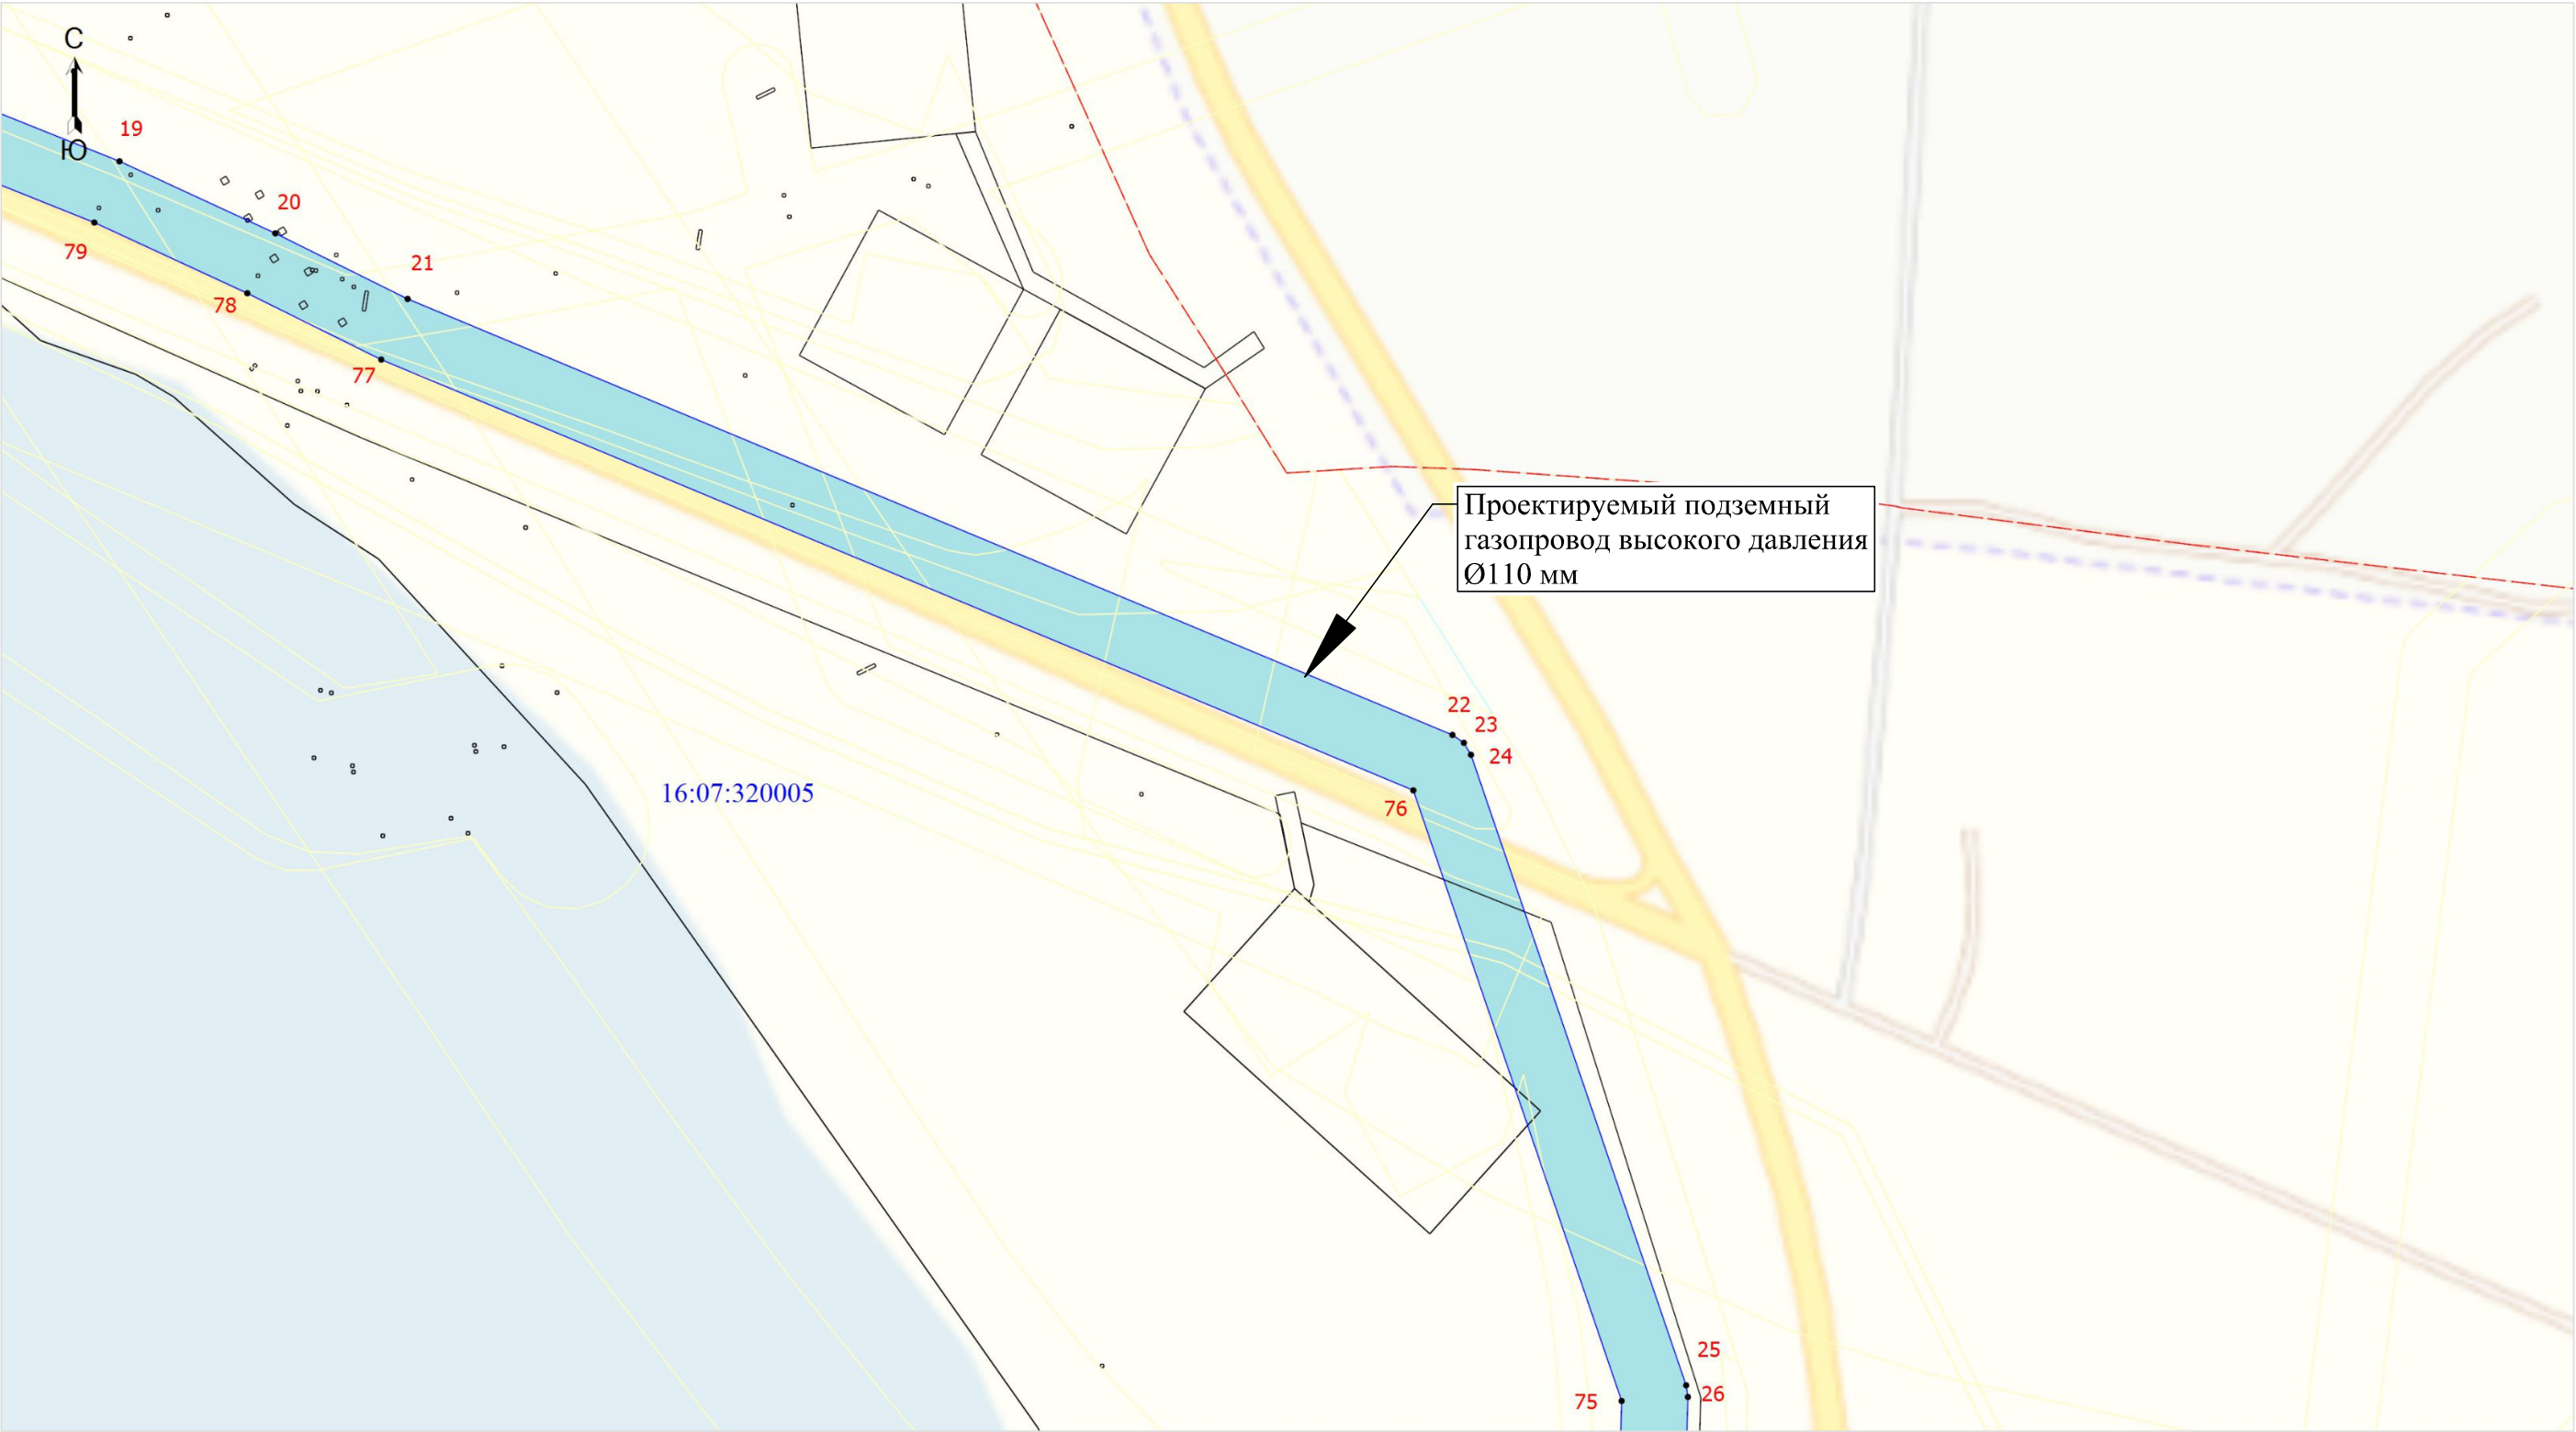 С
Ю
19
20
21
79
78
77
Проектируемый подземный
газопровод высокого давления
Ø110 мм
22
23
24
76
16:07:320005
25
26
75